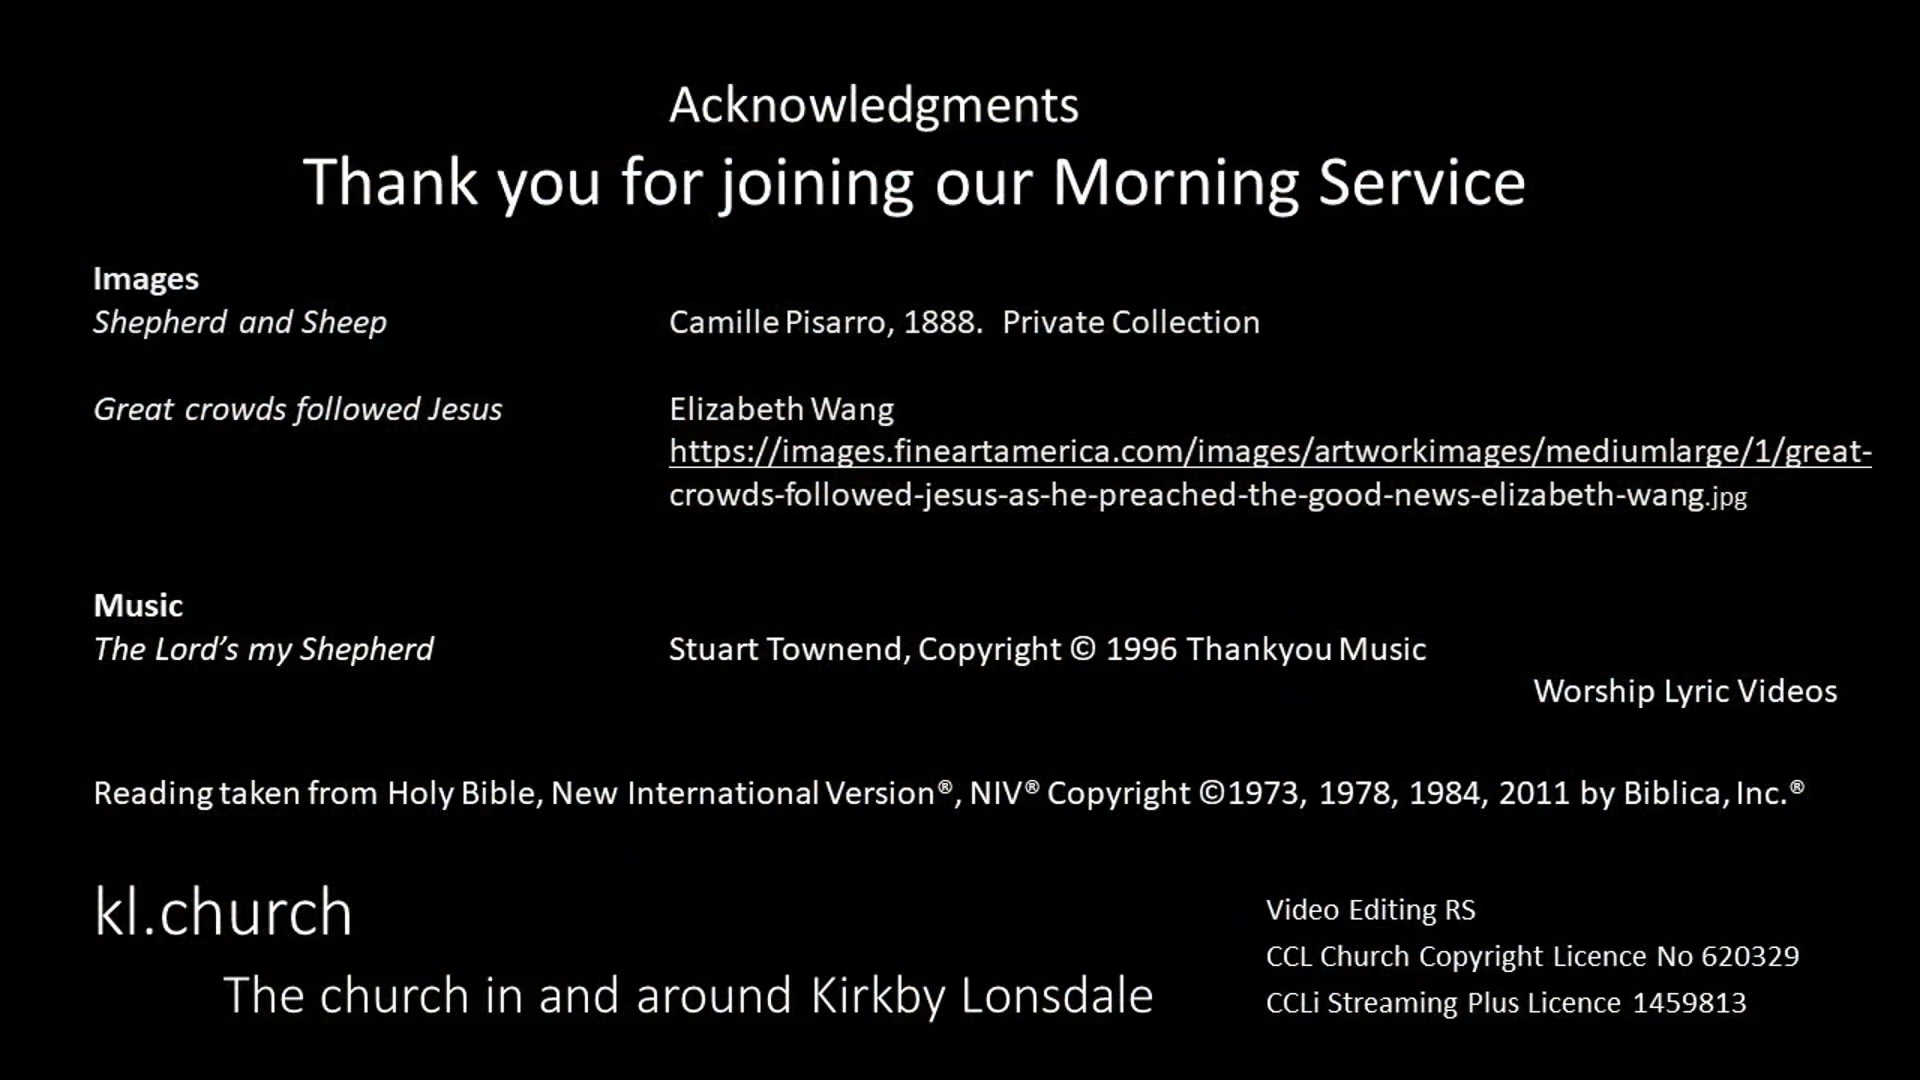 Acknowledgments
Thank you for joining our Morning Service
Images
Shepherd and Sheep Camille Pisarro, 1888. Private Collection
Great crowds followed Jesus Elizabeth Wang
https://images.fineartamerica.com/images/artworkimages/mediumlarge/1/great-
crowds-followed-jesus-as-he-preached-the-good-news-elizabeth-wang.jpg
Music
The Lord’s my Shepherd Stuart Townend, Copyright © 1996 Thankyou Music
Worship Lyric Videos
Reading taken from Holy Bible, New International Version®, NIV® Copyright ©1973, 1978, 1984, 2011 by Biblica, Inc.®
kl.church
The church in and around Kirkby Lonsdale
Video Editing RS
CCL Church Copyright Licence No 620329
CCLi Streaming Plus Licence 1459813